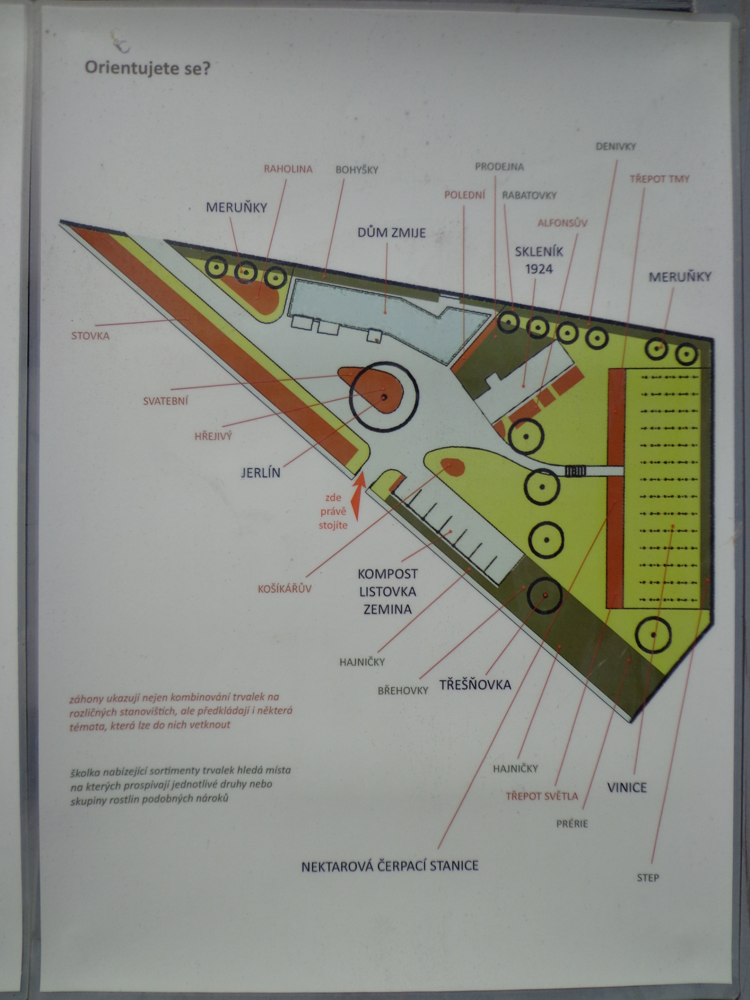 Orientujete se?
DENIVKY
PRODEJNA
RAHOLINA
BOHYŠKY
TŘEPOT TMY
POLEDNÍ
RABATOVKY
MERUŇKY
ALFONSŮV
DŮM ZMIJE
SKLENÍK
1924
MERUŇKY
STOVKA
SVATEBNÍ
HŘEJIVÝ
JERLÍN
zde
právě
stojíte
KOŠÍKÁŘŮV
KOMPOST
LISTOVKA
ZEMINA
HAJNIČKY
BŘEHOVKY
TŘEŠŇOVKA
záhony ukazují nejen kombinování trvalek na
rozličných stanovištích, ale předkládají i některá
témata, která lze do nich vetknout
školka nabízející sortimenty trvalek hledá místa
na kterých prospívají jednotlivé druhy nebo
skupiny rostlin podobných nároků
HAJNIČKY
VINICE
TŘEPOT SVĚTLA
PRÉRIE
NEKTAROVÁ ČERPACÍ STANICE
STEP